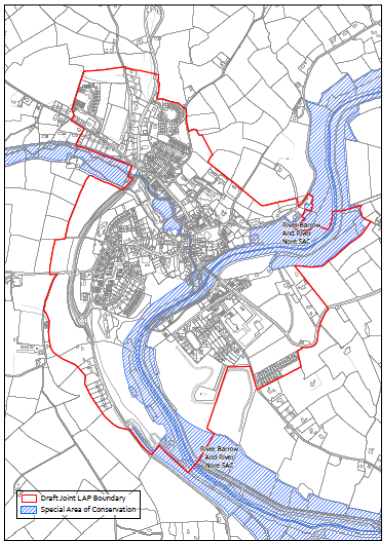 River Barrow
And River
Nore SAC
River Barrow
And River
Nore SAC
Draft Joint LAP Boundary
Special Area of Conservation